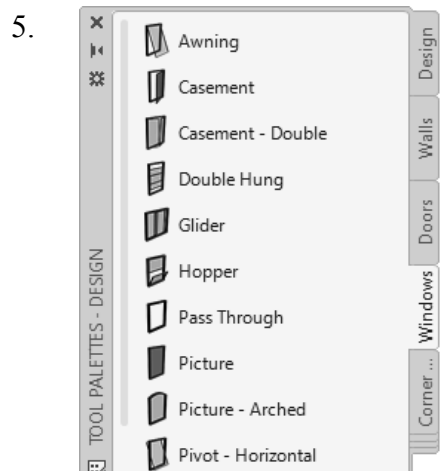 5.
TOOL PALETTES - DESIGN
Awning
Casement
Casement - Double
Double Hung
Glider
Hopper
Pass Through
Picture
Picture - Arched
Pivot - Horizontal
Design
Walls
Doors
Windows
Corner ...